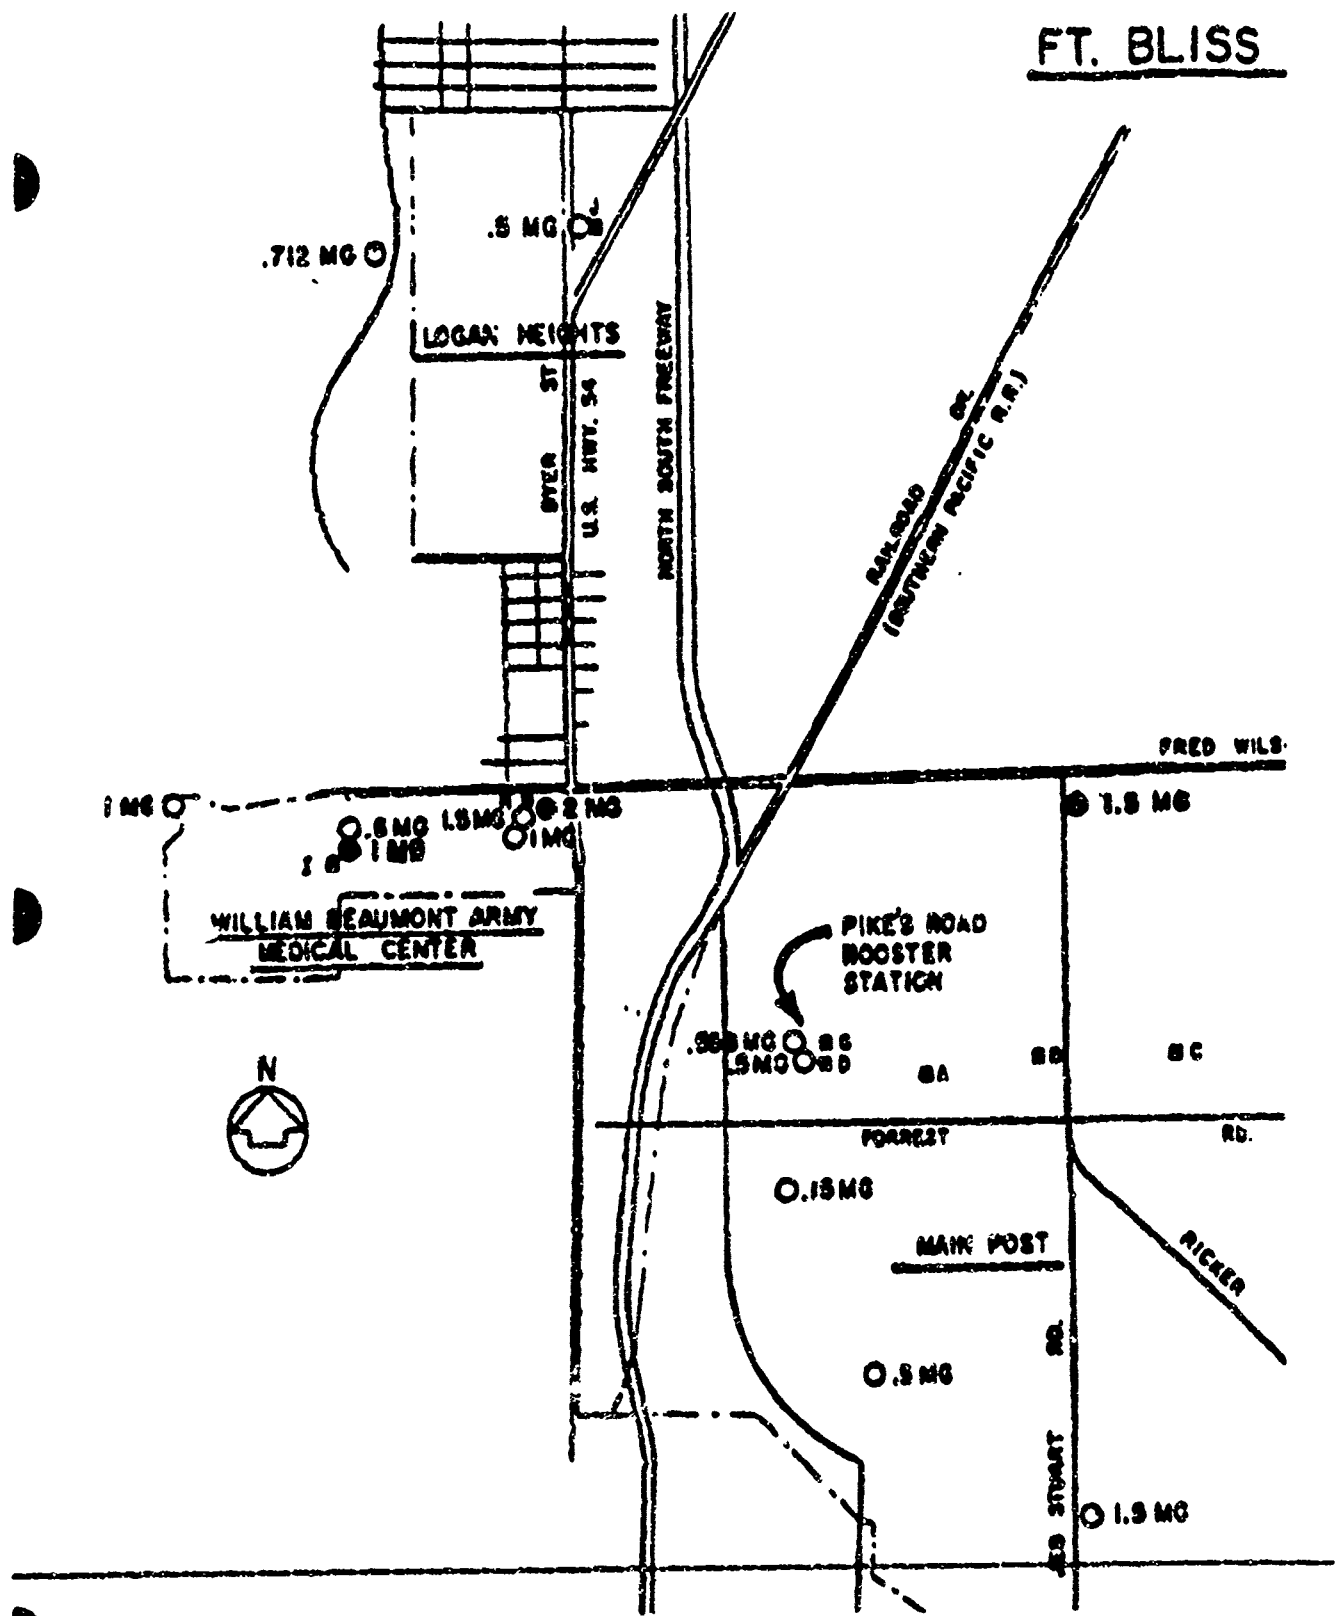 FT. BLISS
.5 MG
.712 MG
LOGAN HEIGHTS
DYER ST
U.S. HWY. 54
NORTH SOUTH FREEWAY
RAILROAD DR.
(SOUTHERN PACIFIC R.R.)
FRED WILS
1 MG
.5 MG
1 MG
1.5 MG
2 MG
1 MG
1.5 MG
WILLIAM BEAUMONT ARMY
MEDICAL CENTER
PIKE'S ROAD
BOOSTER
STATION
N
MG
.5 MG
D
A
C
FORREST RD.
.15 MG
MAIN POST
RICKER
.5 MG
JEB STUART RD.
1.5 MG